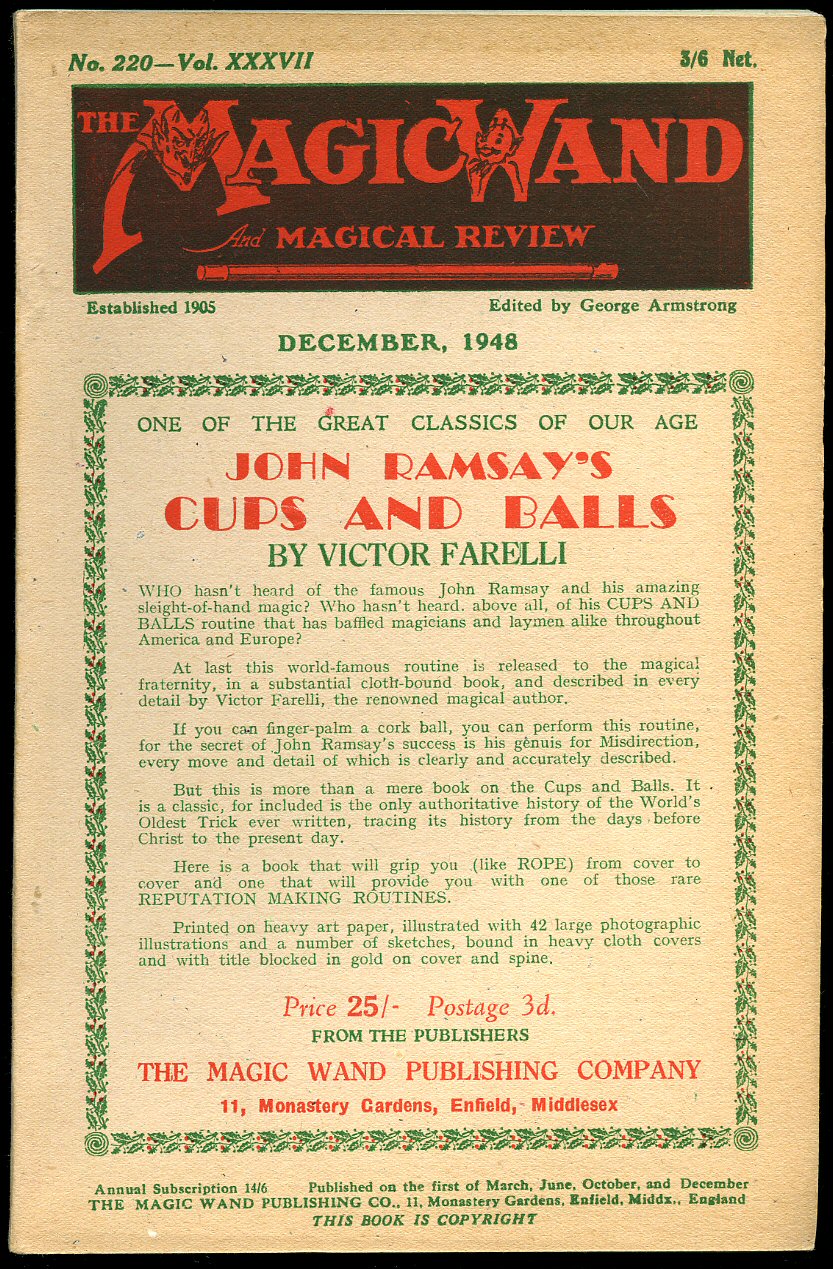 No. 220—Vol. XXXVII 3/6 Net.
THE MAGIC WAND
And MAGICAL REVIEW
Established 1905 Edited by George Armstrong
DECEMBER, 1948
ONE OF THE GREAT CLASSICS OF OUR AGE
JOHN RAMSAY'S
CUPS AND BALLS
BY VICTOR FARELLI
WHO hasn't heard of the famous John Ramsay and his amazing
sleight-of-hand magic? Who hasn't heard. above all, of his CUPS AND
BALLS routine that has baffled magicians and laymen alike throughout
America and Europe?
At last this world-famous routine is released to the magical
fraternity, in a substantial cloth-bound book, and described in every
detail by Victor Farelli, the renowned magical author.
If you can finger-palm a cork ball, you can perform this routine,
for the secret of John Ramsay's success is his gènuis for Misdirection,
every move and detail of which is clearly and accurately described.
But this is more than a mere book on the Cups and Balls. It
is a classic, for included is the only authoritative history of the World's
Oldest Trick ever written, tracing its history from the days before
Christ to the present day.
Here is a book that will grip you (like ROPE) from cover to
cover and one that will provide you with one of those rare
REPUTATION MAKING ROUTINES.
Printed on heavy art paper, illustrated with 42 large photographic
illustrations and a number of sketches, bound in heavy cloth covers
and with title blocked in gold on cover and spine.
Price 25/- Postage 3d.
FROM THE PUBLISHERS
THE MAGIC WAND PUBLISHING COMPANY
11, Monastery Gardens, Enfield, Middlesex
Annual Subscription 14/6 Published on the first of March, June, October, and December
THE MAGIC WAND PUBLISHING CO., 11, Monastery Gardens, Enfield, Middx., England
THIS BOOK IS COPYRIGHT